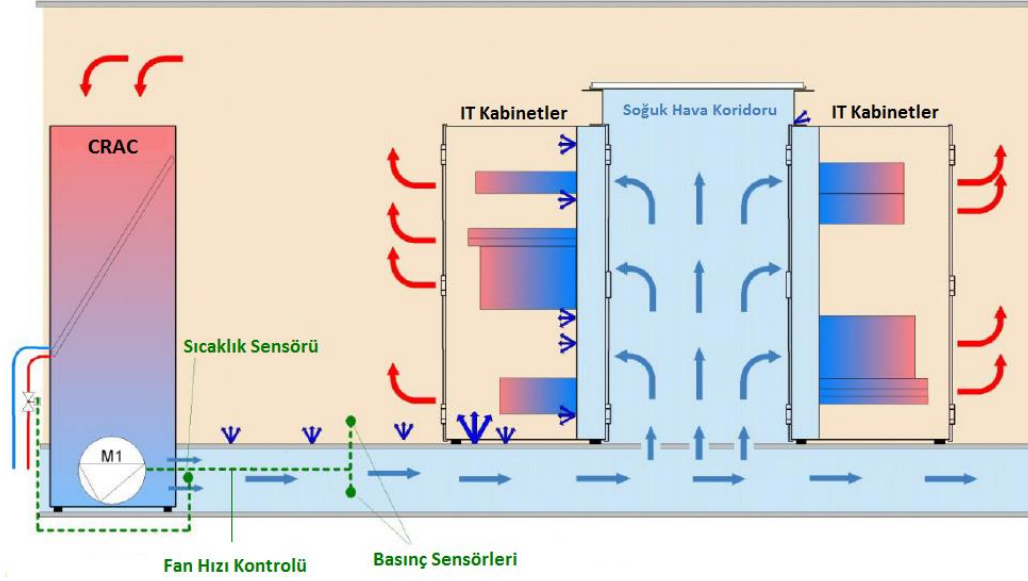 IT Kabinetler
Soğuk Hava Koridoru
IT Kabinetler
CRAC
Sıcaklık Sensörü
M1
Fan Hızı Kontrolü
Basınç Sensörleri